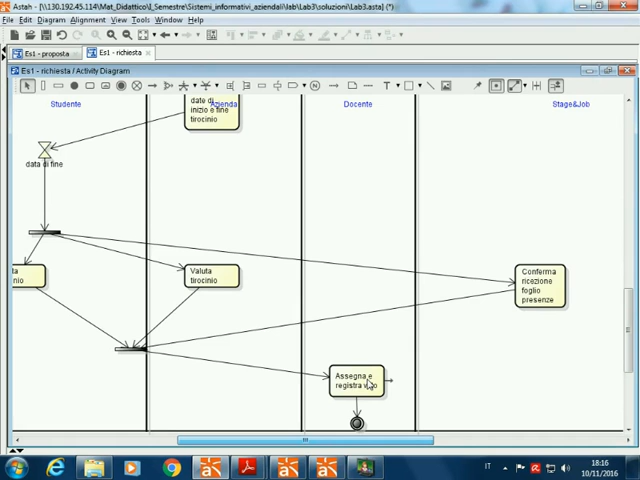 Astah - [\\130.192.45.114\Mat_Didattico\I_Semestre\Sistemi_informativi_aziendali\lab\Lab3\soluzioni\Lab3.asta] (*)
File Edit Diagram Alignment View Tools Window Help
Es1 - proposta
Es1 - richiesta
Es1 - richiesta / Activity Diagram
Studente
Azienda
Docente
Stage&Job
date di
inizio e fine
tirocinio
data di fine
Valuta
tirocinio
Conferma
ricezione
foglio
presenze
Assegna e
registra
IT
18:16
10/11/2016